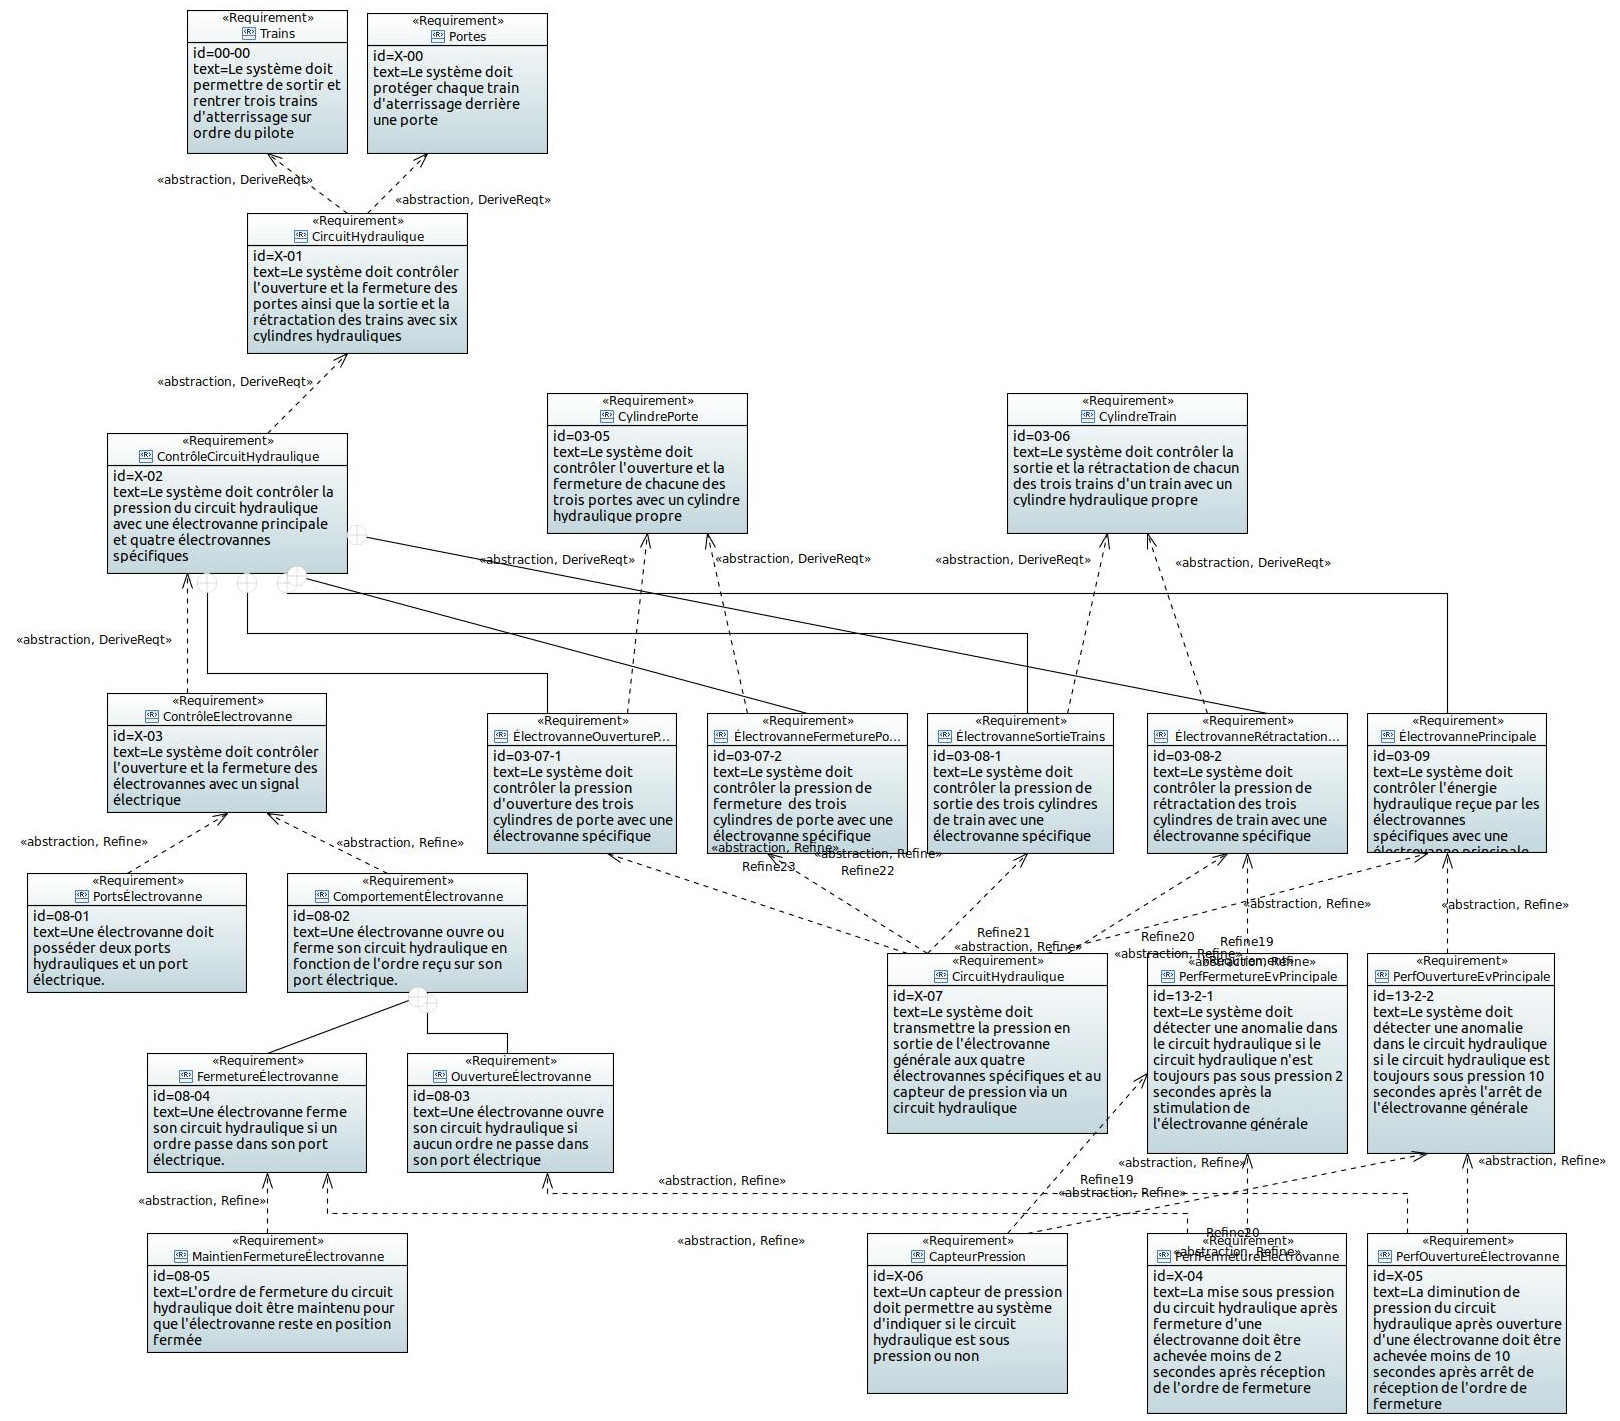 «Requirement»
Trains
id=00-00
text=Le système doit
permettre de sortir et
rentrer trois trains
d'atterrissage sur
ordre du pilote
«Requirement»
Portes
id=X-00
text=Le système doit
protéger chaque train
d'aterrissage derrière
une porte
«abstraction, DeriveReqt»
«abstraction, DeriveReqt»
«Requirement»
CircuitHydraulique
id=X-01
text=Le système doit contrôler
l'ouverture et la fermeture des
portes ainsi que la sortie et la
rétractation des trains avec six
cylindres hydrauliques
«abstraction, DeriveReqt»
«Requirement»
CylindrePorte
id=03-05
text=Le système doit
contrôler l'ouverture et la
fermeture de chacune des
trois portes avec un cylindre
hydraulique propre
«Requirement»
CylindreTrain
id=03-06
text=Le système doit contrôler la
sortie et la rétractation de chacun
des trois trains d'un train avec un
cylindre hydraulique propre
«Requirement»
ContrôleCircuitHydraulique
id=X-02
text=Le système doit contrôler la
pression du circuit hydraulique
avec une électrovanne principale
et quatre électrovannes
spécifiques
«abstraction, DeriveReqt»
«abstraction, DeriveReqt»
«abstraction, DeriveReqt»
«abstraction, DeriveReqt»
«abstraction, DeriveReqt»
«Requirement»
ContrôleElectrovanne
id=X-03
text=Le système doit contrôler
l'ouverture et la fermeture des
électrovannes avec un signal
électrique
«Requirement»
ÉlectrovanneOuvertureP...
id=03-07-1
text=Le système doit
contrôler la pression
d'ouverture des trois
cylindres de porte avec une
électrovanne spécifique
«Requirement»
ÉlectrovanneFermeturePo...
id=03-07-2
text=Le système doit
contrôler la pression de
fermeture  des trois
cylindres de porte avec une
électrovanne spécifique
«Requirement»
ÉlectrovanneSortieTrains
id=03-08-1
text=Le système doit
contrôler la pression de
sortie des trois cylindres
de train avec une
électrovanne spécifique
«Requirement»
ÉlectrovanneRétractation...
id=03-08-2
text=Le système doit
contrôler la pression de
rétractation des trois
cylindres de train avec une
électrovanne spécifique
«Requirement»
ÉlectrovannePrincipale
id=03-09
text=Le système doit
contrôler l'énergie
hydraulique reçue par les
électrovannes
spécifiques avec une
électrovanne principale
«abstraction, Refine»
«abstraction, Refine»
«abstraction, Refine»
Refine23
«abstraction, Refine»
Refine22
«abstraction, Refine»
«abstraction, Refine»
Refine21
«abstraction, Refine»
Refine20
«abstraction, Refine»
Refine19
«abstraction, Refine»
«Requirement»
PortsÉlectrovanne
id=08-01
text=Une électrovanne doit
posséder deux ports
hydrauliques et un port
électrique.
«Requirement»
ComportementÉlectrovanne
id=08-02
text=Une électrovanne ouvre ou
ferme son circuit hydraulique en
fonction de l'ordre reçu sur son
port électrique.
«Requirement»
CircuitHydraulique
id=X-07
text=Le système doit
transmettre la pression en
sortie de l'électrovanne
générale aux quatre
électrovannes spécifiques et au
capteur de pression via un
circuit hydraulique
«Requirement»
PerfFermetureEvPrincipale
id=13-2-1
text=Le système doit
détecter une anomalie dans
le circuit hydraulique si le
circuit hydraulique n'est
toujours pas sous pression 2
secondes après la
stimulation de
l'électrovanne générale
«Requirement»
PerfOuvertureEvPrincipale
id=13-2-2
text=Le système doit
détecter une anomalie
dans le circuit hydraulique
si le circuit hydraulique est
toujours sous pression 10
secondes après l'arrêt de
l'électrovanne générale
«Requirement»
FermetureÉlectrovanne
id=08-04
text=Une électrovanne ferme
son circuit hydraulique si un
ordre passe dans son port
électrique.
«Requirement»
OuvertureÉlectrovanne
id=08-03
text=Une électrovanne ouvre
son circuit hydraulique si
aucun ordre ne passe dans
son port électrique
«abstraction, Refine»
«abstraction, Refine»
«abstraction, Refine»
«abstraction, Refine»
Refine19
«abstraction, Refine»
«abstraction, Refine»
Refine20
«abstraction, Refine»
«Requirement»
MaintienFermetureÉlectrovanne
id=08-05
text=L'ordre de fermeture du circuit
hydraulique doit être maintenu pour
que l'électrovanne reste en position
fermée
«Requirement»
CapteurPression
id=X-06
text=Un capteur de pression
doit permettre au système
d'indiquer si le circuit
hydraulique est sous
pression ou non
«Requirement»
PerfFermetureÉlectrovanne
id=X-04
text=La mise sous pression
du circuit hydraulique après
fermeture d'une
électrovanne doit être
achevée moins de 2
secondes après réception
de l'ordre de fermeture
«Requirement»
PerfOuvertureÉlectrovanne
id=X-05
text=La diminution de
pression du circuit
hydraulique après ouverture
d'une électrovanne doit être
achevée moins de 10
secondes après arrêt de
réception de l'ordre de
fermeture